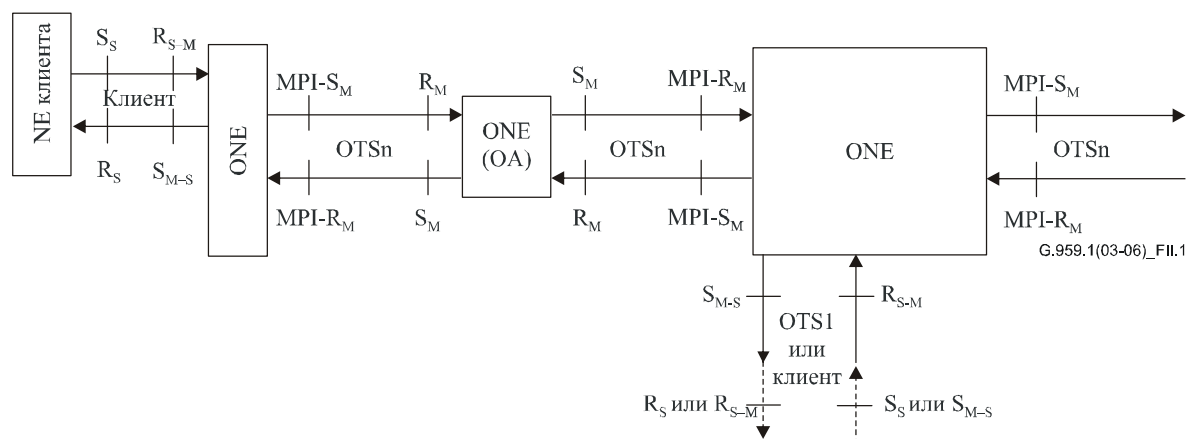 NE клиента
S_S
R_S–M
Клиент
R_S
S_M–S
ONE
MPI-S_M
R_M
OTSn
MPI-R_M
S_M
ONE
(OA)
S_M
MPI-R_M
OTSn
R_M
MPI-S_M
ONE
MPI-S_M
OTSn
MPI-R_M
G.959.1(03-06)_FII.1
S_M-S
R_S-M
OTS1
или
клиент
R_S или R_S–M
S_S или S_M–S